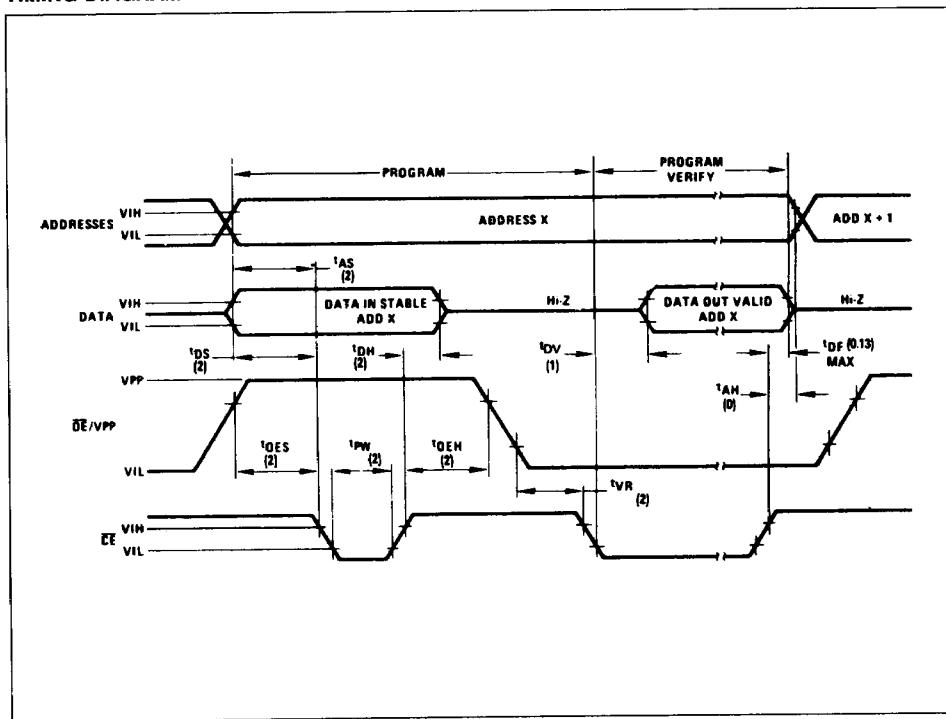 PROGRAM
PROGRAM
VERIFY
ADDRESSES
VIH
VIL
ADDRESS X
ADD X + 1
tAS
(2)
DATA
VIH
VIL
DATA IN STABLE
ADD X
Hi-Z
DATA OUT VALID
ADD X
Hi-Z
tDS
(2)
tDH
(2)
tDV
(1)
tDF (0.13)
MAX
tAH
(0)
VPP
OE/VPP
VIL
tOES
(2)
tPW
(2)
tOEH
(2)
tVR
(2)
CE
VIH
VIL